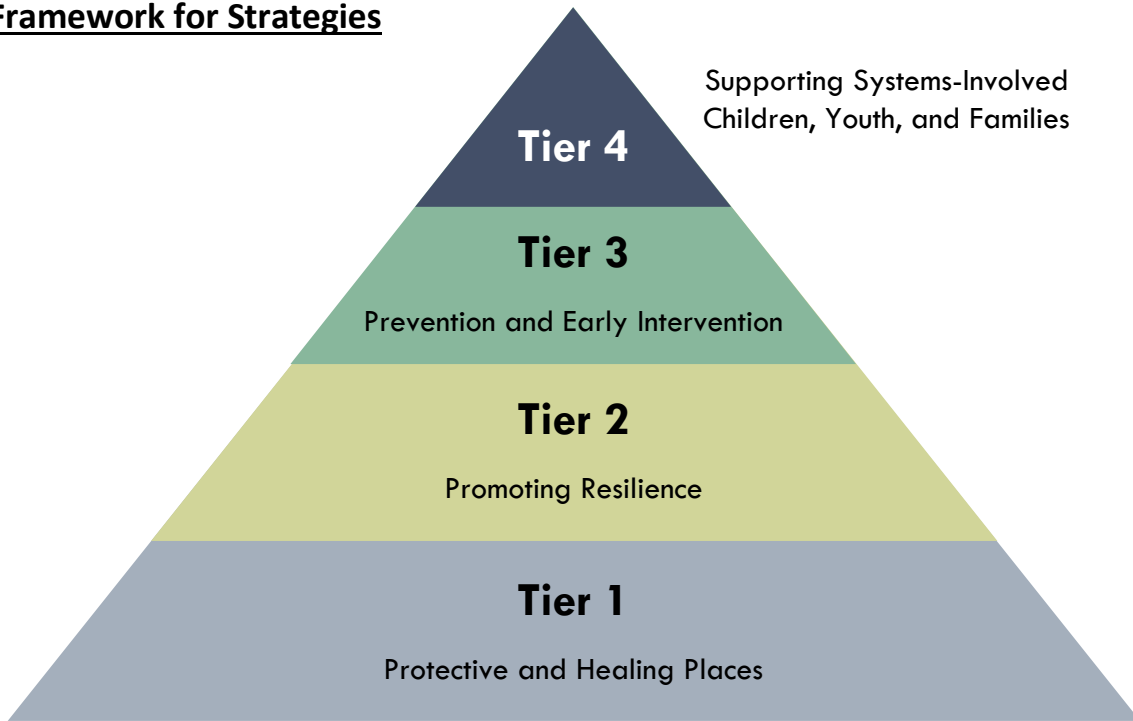 Framework for Strategies
Supporting Systems-Involved
Children, Youth, and Families
Tier 4
Tier 3
Prevention and Early Intervention
Tier 2
Promoting Resilience
Tier 1
Protective and Healing Places